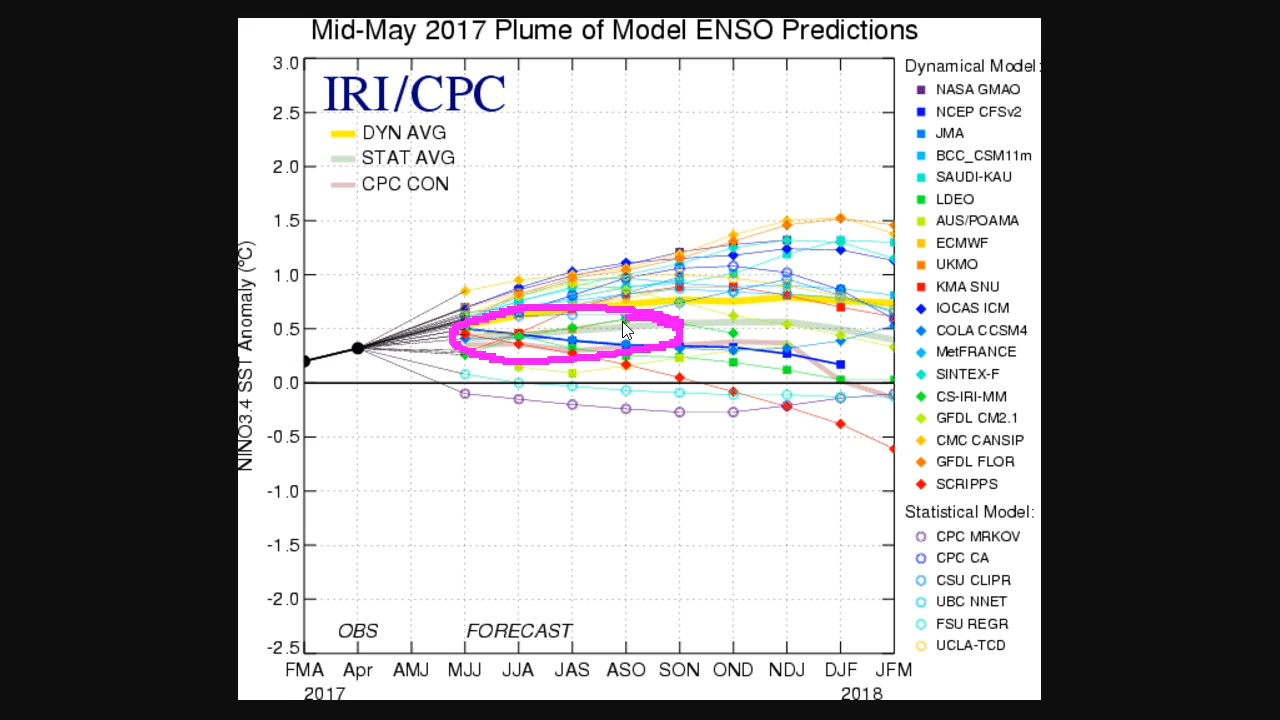 Mid-May 2017 Plume of Model ENSO Predictions
IRI/CPC
DYN AVG
STAT AVG
CPC CON
NINO3.4 SST Anomaly (ºC)
3.0
2.5
2.0
1.5
1.0
0.5
0.0
-0.5
-1.0
-1.5
-2.0
-2.5
OBS
FORECAST
FMA Apr AMJ MJJ JJA JAS ASO SON OND NDJ DJF JFM
2017 2018
Dynamical Model:
NASA GMAO
NCEP CFSv2
JMA
BCC_CSM11m
SAUDI-KAU
LDEO
AUS/POAMA
ECMWF
UKMO
KMA SNU
IOCAS ICM
COLA CCSM4
MetFRANCE
SINTEX-F
CS-IRI-MM
GFDL CM2.1
CMC CANSIP
GFDL FLOR
SCRIPPS
Statistical Model:
CPC MRKOV
CPC CA
CSU CLIPR
UBC NNET
FSU REGR
UCLA-TCD